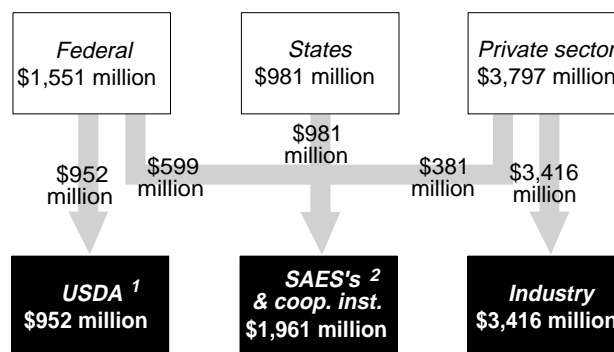 Federal
$1,551 million
States
$981 million
Private sector
$3,797 million
$952
million
$599
million
$981
million
$381
million
$3,416
million
USDA 1
$952 million
SAES's 2
& coop. inst.
$1,961 million
Industry
$3,416 million